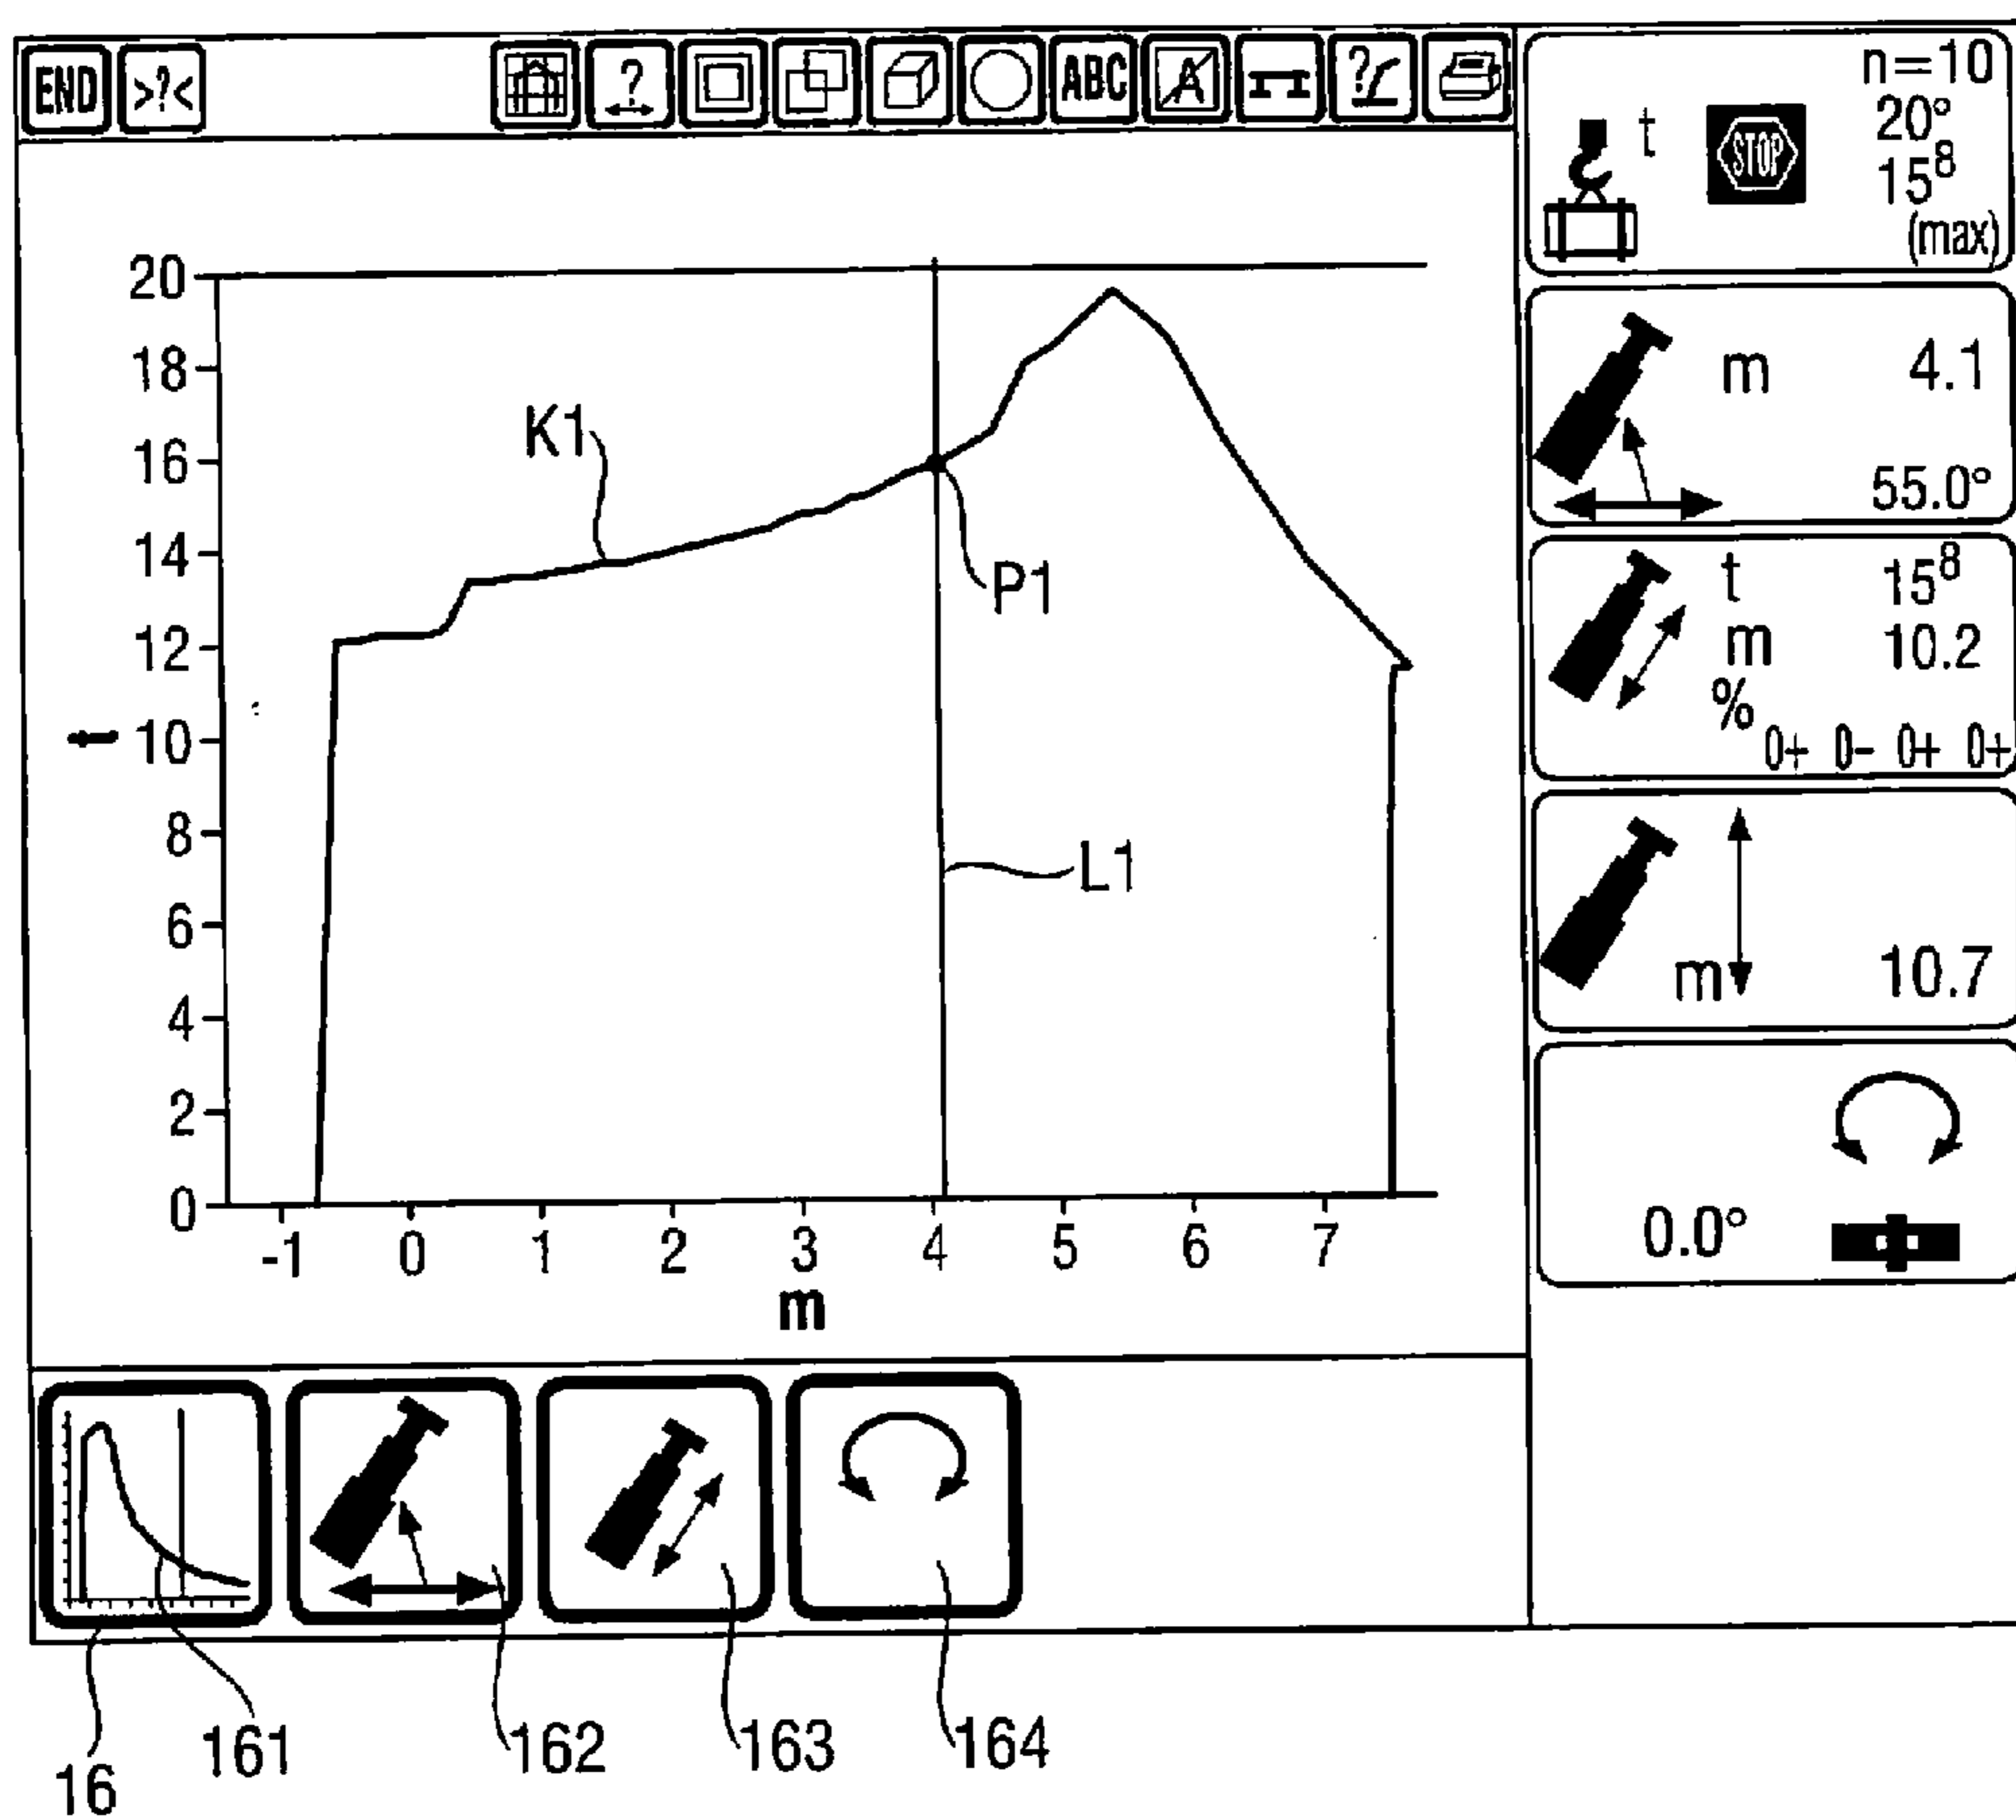 END >?< ? ABC A ?
n=10
t STOP 20°
15⁸
(max)
m 4.1
55.0°
t 15⁸
m 10.2
%
0+ 0- 0+ 0+
m 10.7
0.0°
20
18
16
14
12
10
8
6
4
2
0
t
K1
P1
L1
-1 0 1 2 3 4 5 6 7
m
161 162 163 164
16